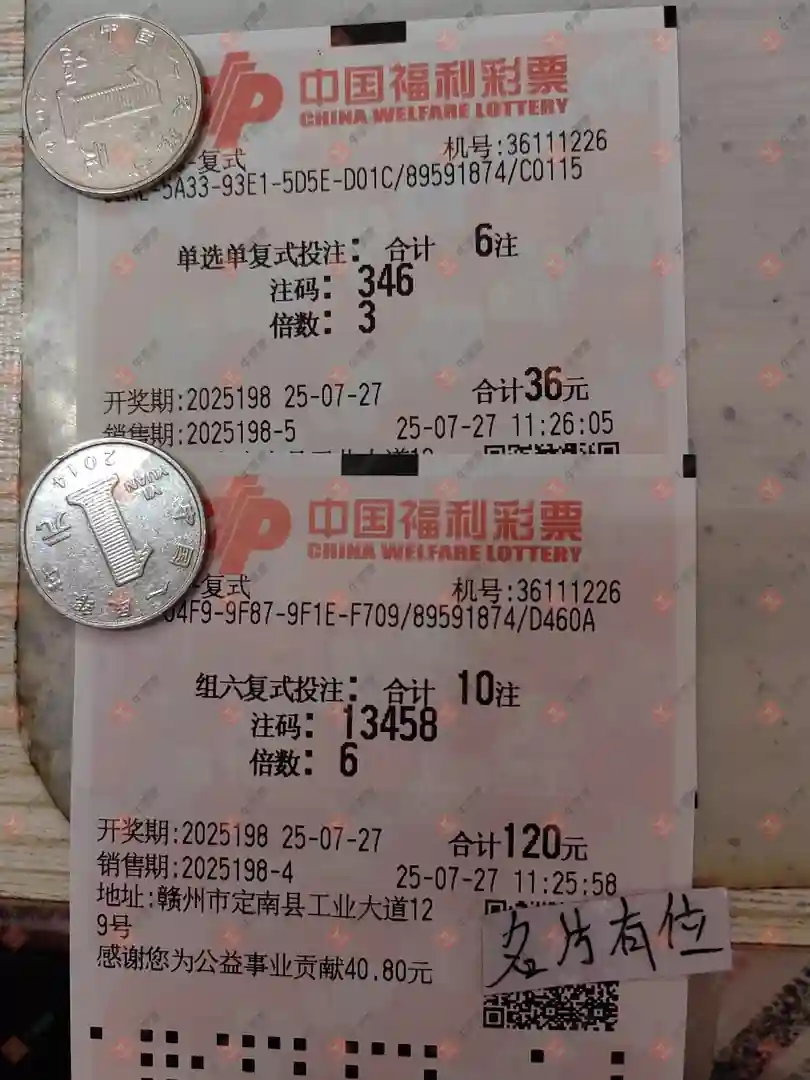 中国福利彩票
CHINA WELFARE LOTTERY
复式
机号:36111226
-5A33-93E1-5D5E-D01C/89591874/C0115
单选单复式投注: 合计 6注
注码: 346
倍数: 3
开奖期:2025198 25-07-27
合计36元
销售期:2025198-5
25-07-27 11:26:05
中国福利彩票
CHINA WELFARE LOTTERY
复式
机号:36111226
04F9-9F87-9F1E-F709/89591874/D460A
组六复式投注: 合计 10注
注码: 13458
倍数: 6
开奖期:2025198 25-07-27
合计120元
销售期:2025198-4
25-07-27 11:25:58
地址:赣州市定南县工业大道12
9号
感谢您为公益事业贡献40.80元
名片有位
2014
YI
YUAN
1
元